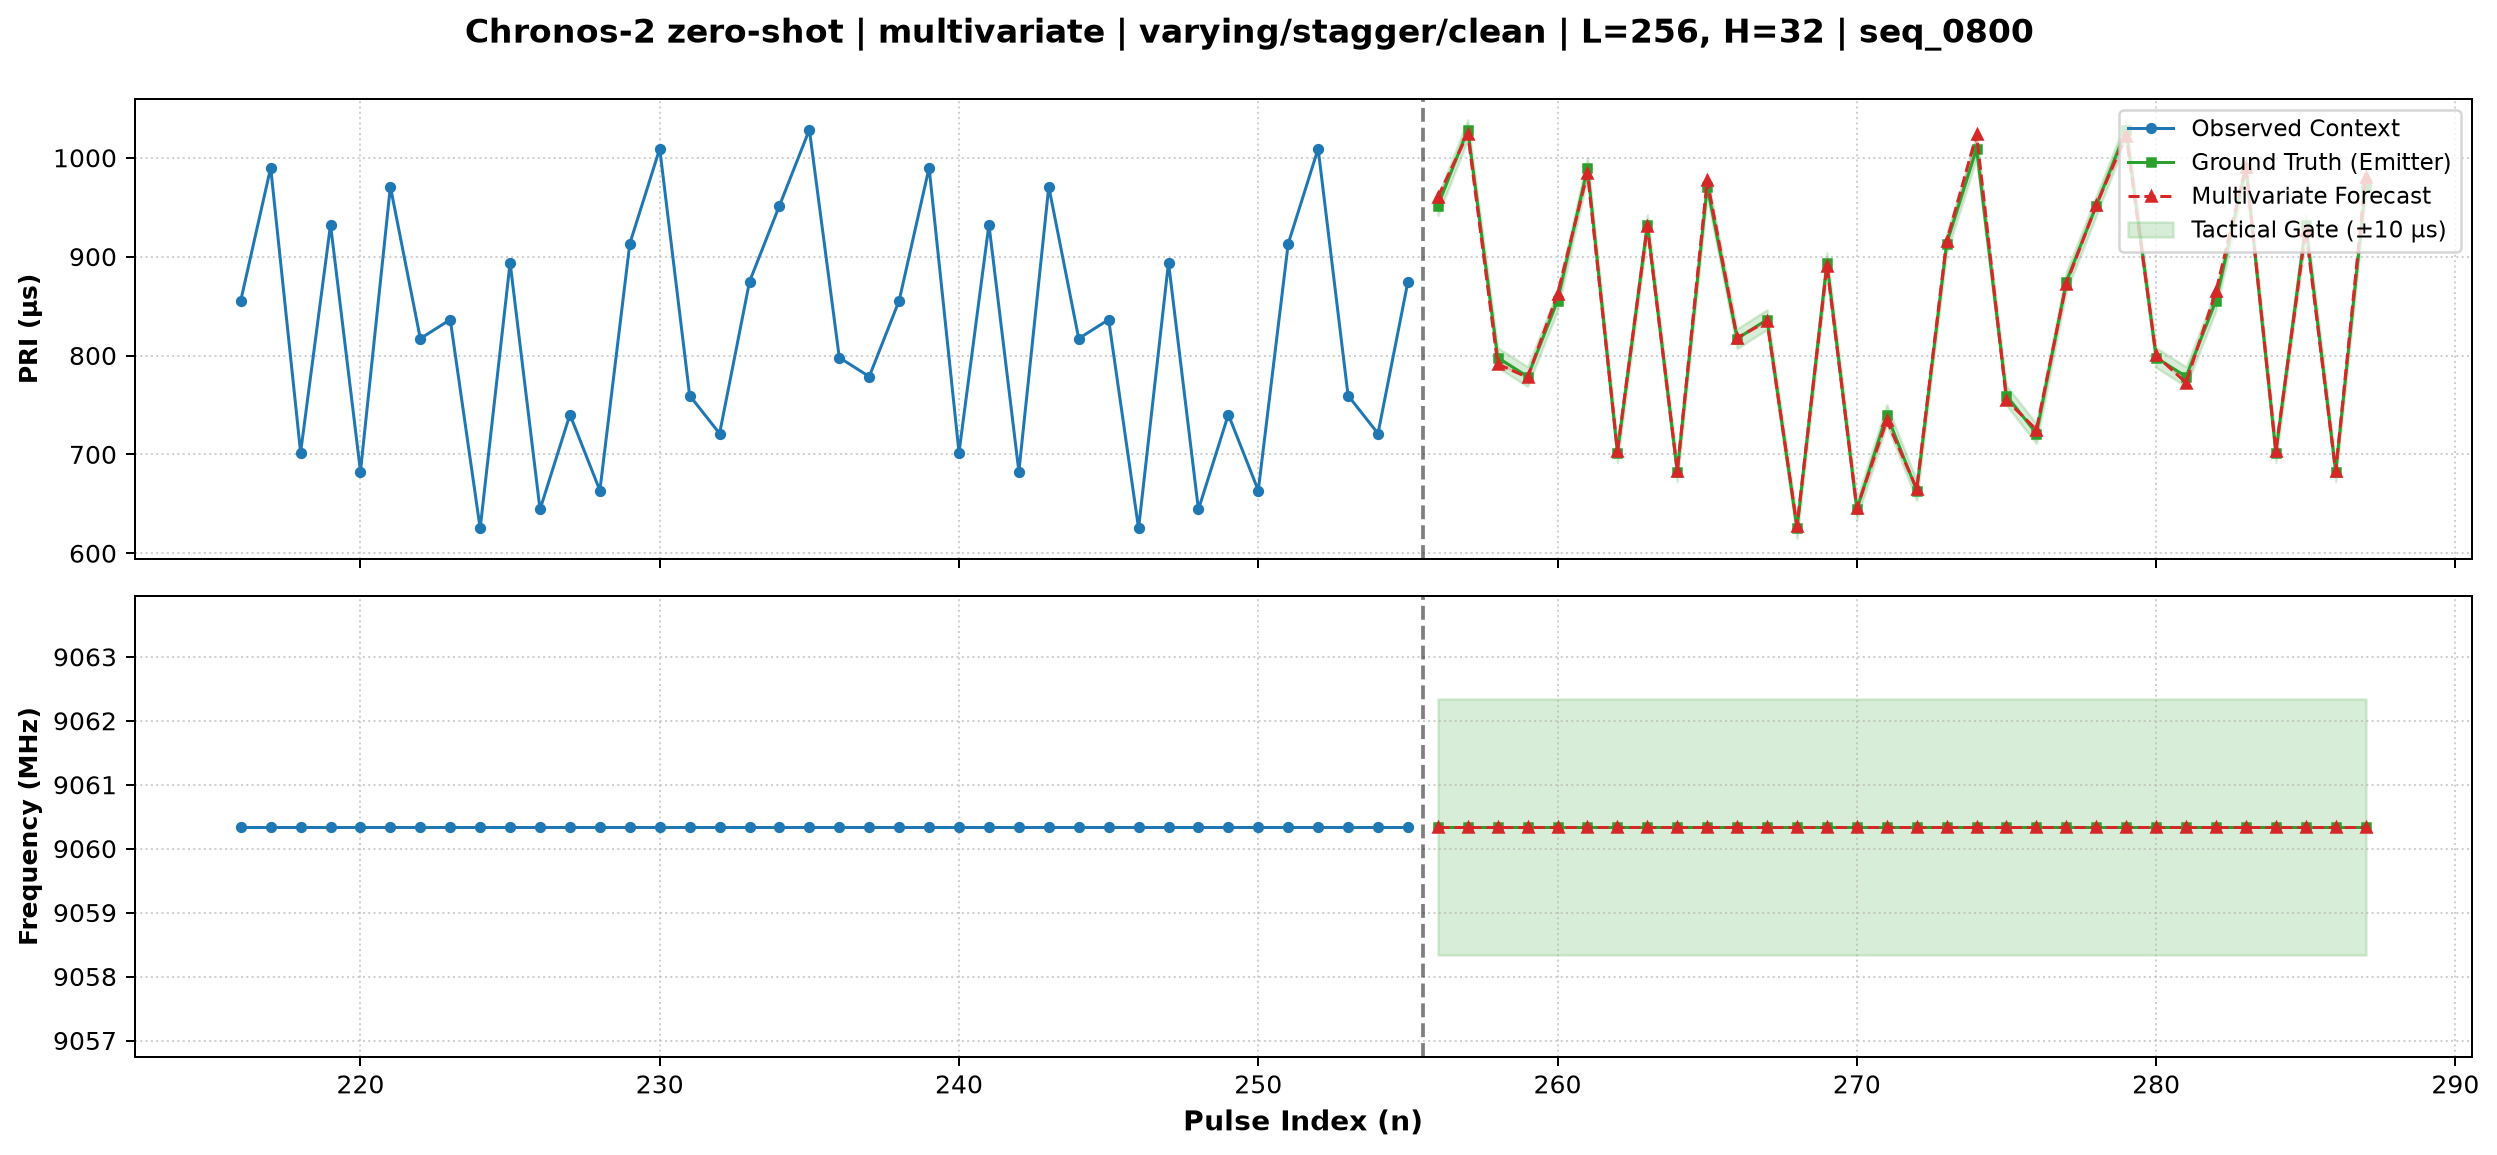 Chronos-2 zero-shot | multivariate | varying/stagger/clean | L=256, H=32 | seq_0800
PRI (µs)
1000
900
800
700
600
Observed Context
Ground Truth (Emitter)
Multivariate Forecast
Tactical Gate (±10 µs)
Frequency (MHz)
9063
9062
9061
9060
9059
9058
9057
220 230 240 250 260 270 280 290
Pulse Index (n)